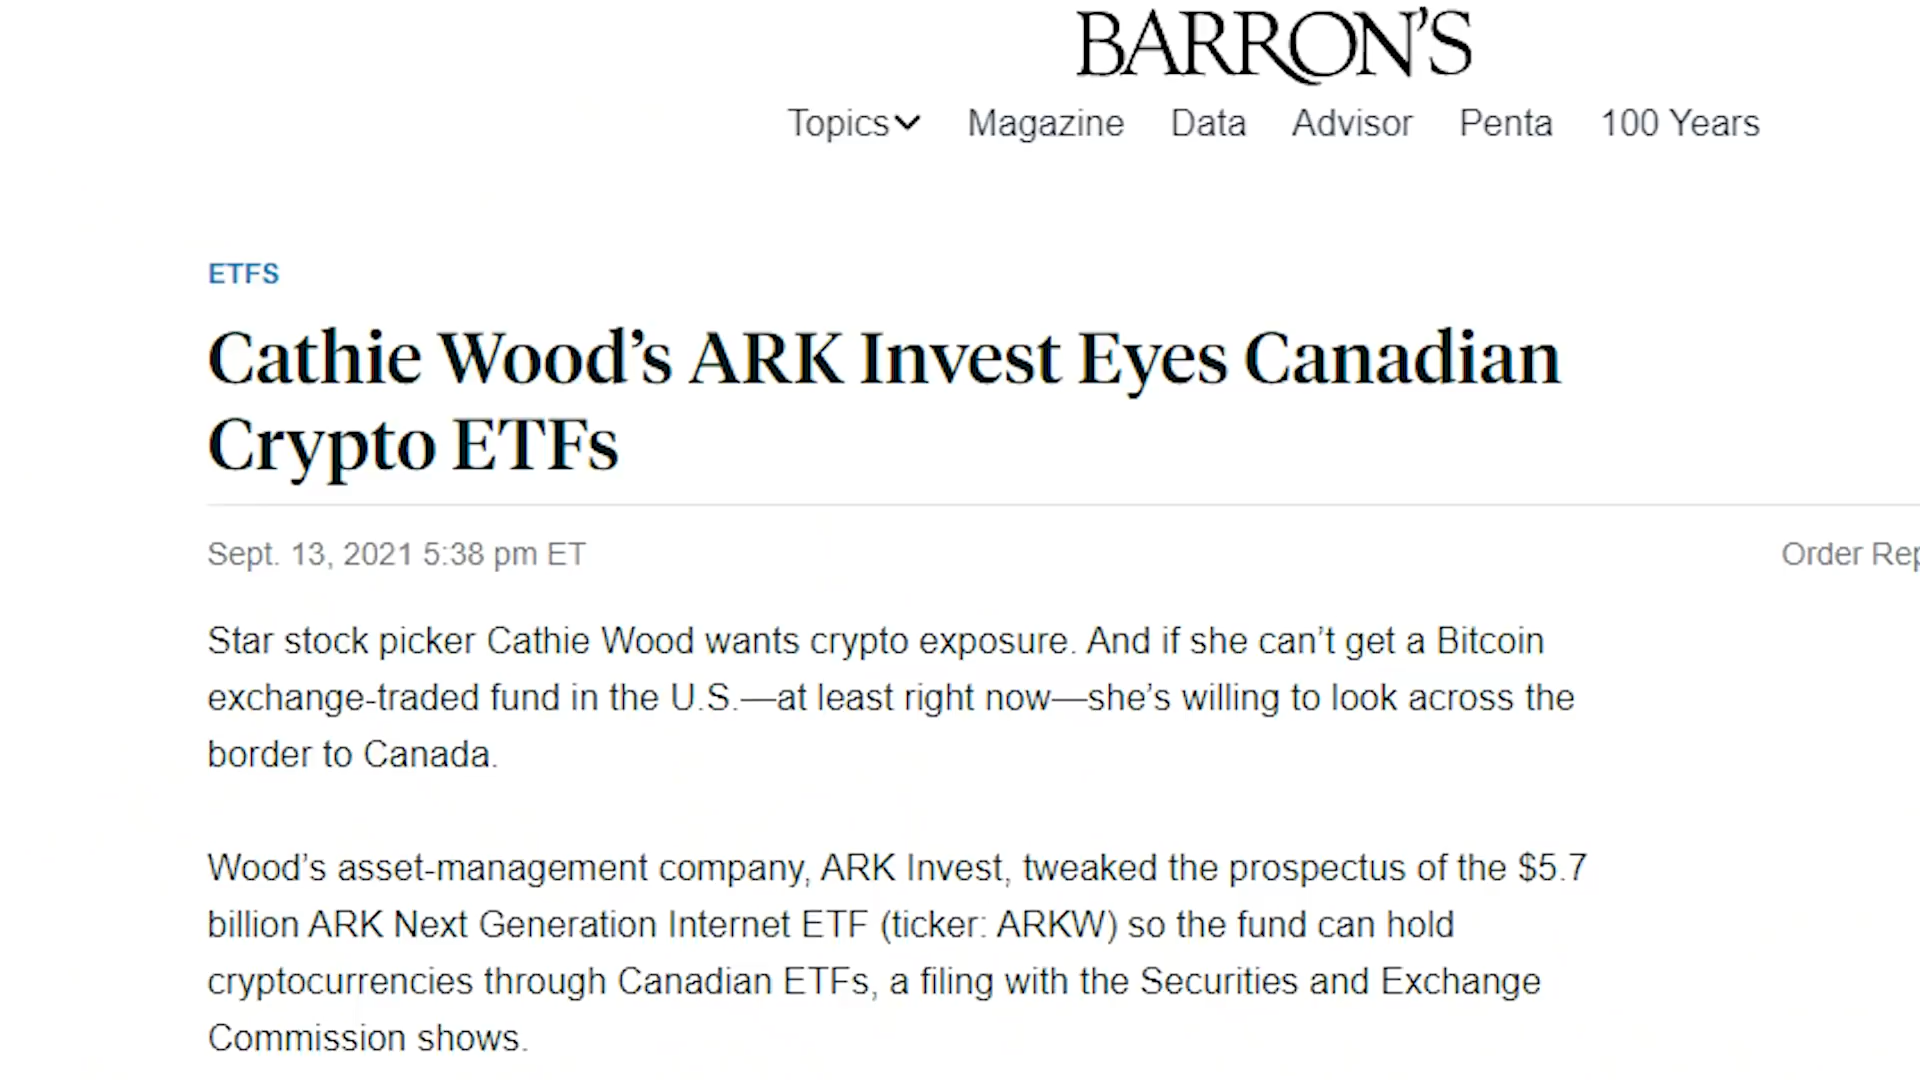 BARRON'S
Topics Magazine Data Advisor Penta 100 Years
ETFS
Cathie Wood’s ARK Invest Eyes Canadian
Crypto ETFs
Sept. 13, 2021 5:38 pm ET
Order Rep
Star stock picker Cathie Wood wants crypto exposure. And if she can’t get a Bitcoin
exchange-traded fund in the U.S.—at least right now—she’s willing to look across the
border to Canada.
Wood’s asset-management company, ARK Invest, tweaked the prospectus of the $5.7
billion ARK Next Generation Internet ETF (ticker: ARKW) so the fund can hold
cryptocurrencies through Canadian ETFs, a filing with the Securities and Exchange
Commission shows.